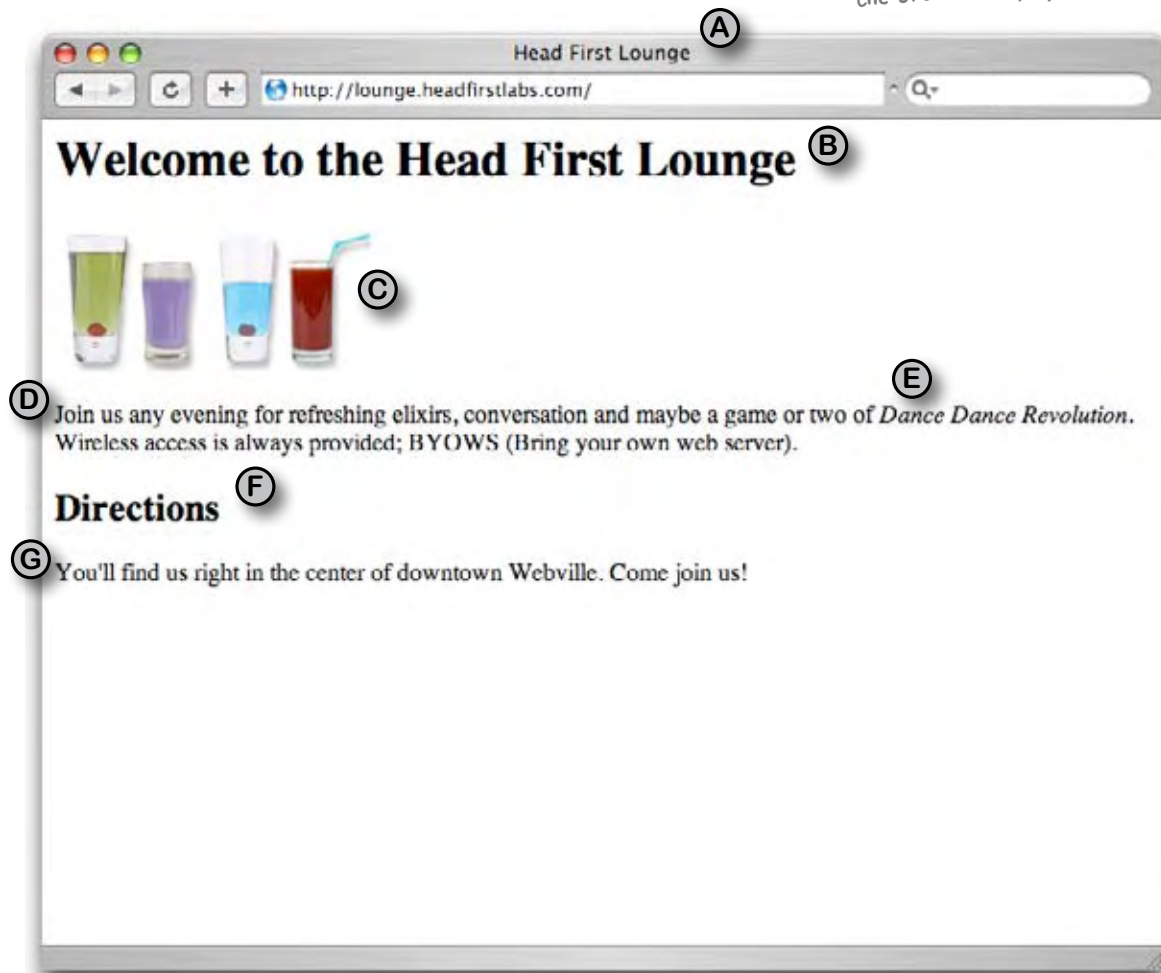 the
A
Head First Lounge
http://lounge.headfirstlabs.com/
Welcome to the Head First Lounge
B
C
E
D
Join us any evening for refreshing elixirs, conversation and maybe a game or two of Dance Dance Revolution.
Wireless access is always provided; BYOWS (Bring your own web server).
F
Directions
G
You'll find us right in the center of downtown Webville. Come join us!